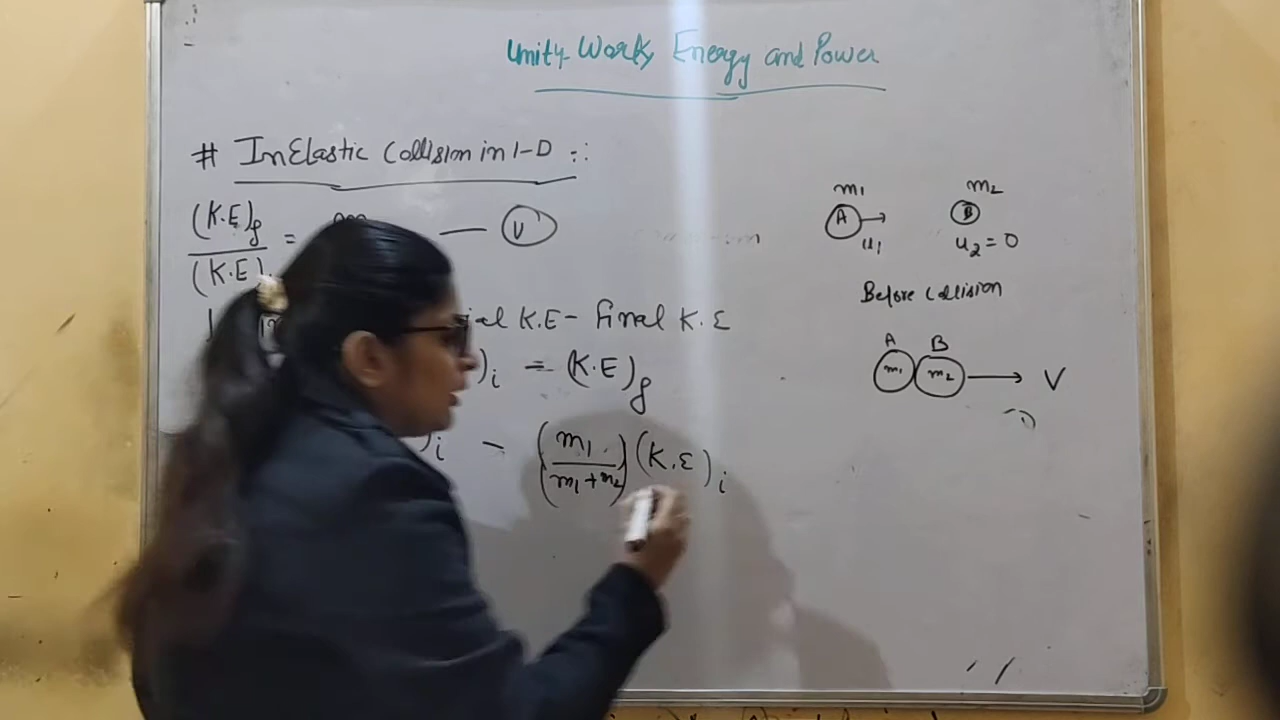 Unity-Work, Energy and Power
# InElastic Collision in 1-D :-:
(K.E)f
(K.E)
= m — (V)
ial K.E - final K.E
)i = (K.E)f
)i - (m1/m1+m2)(K.E)i
m1 m2
A B
u1 u2=0
Before Collision
A B
m1 m2 V